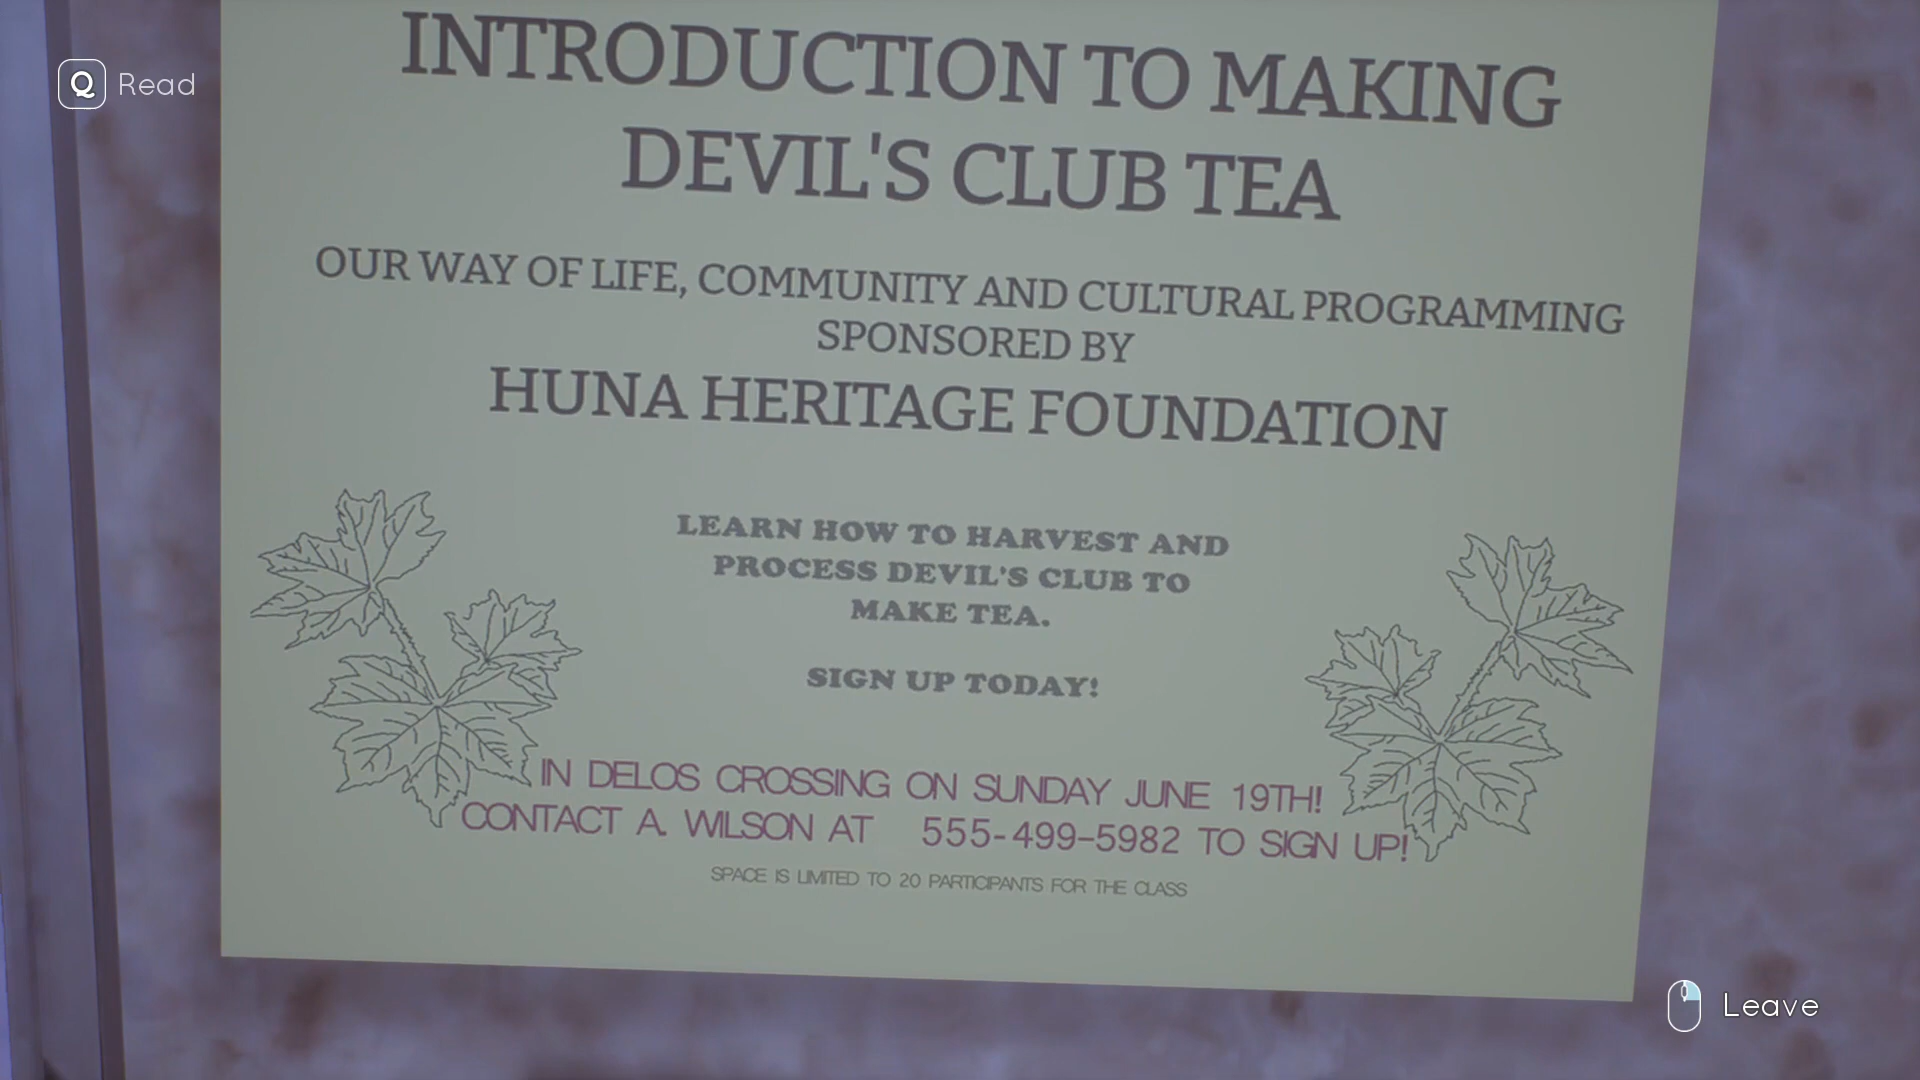 Q Read
INTRODUCTION TO MAKING
DEVIL'S CLUB TEA
OUR WAY OF LIFE, COMMUNITY AND CULTURAL PROGRAMMING
SPONSORED BY
HUNA HERITAGE FOUNDATION
LEARN HOW TO HARVEST AND
PROCESS DEVIL'S CLUB TO
MAKE TEA.
SIGN UP TODAY!
IN DELOS CROSSING ON SUNDAY JUNE 19TH!
CONTACT A. WILSON AT 555-499-5982 TO SIGN UP!
SPACE IS LIMITED TO 20 PARTICIPANTS FOR THE CLASS
Leave